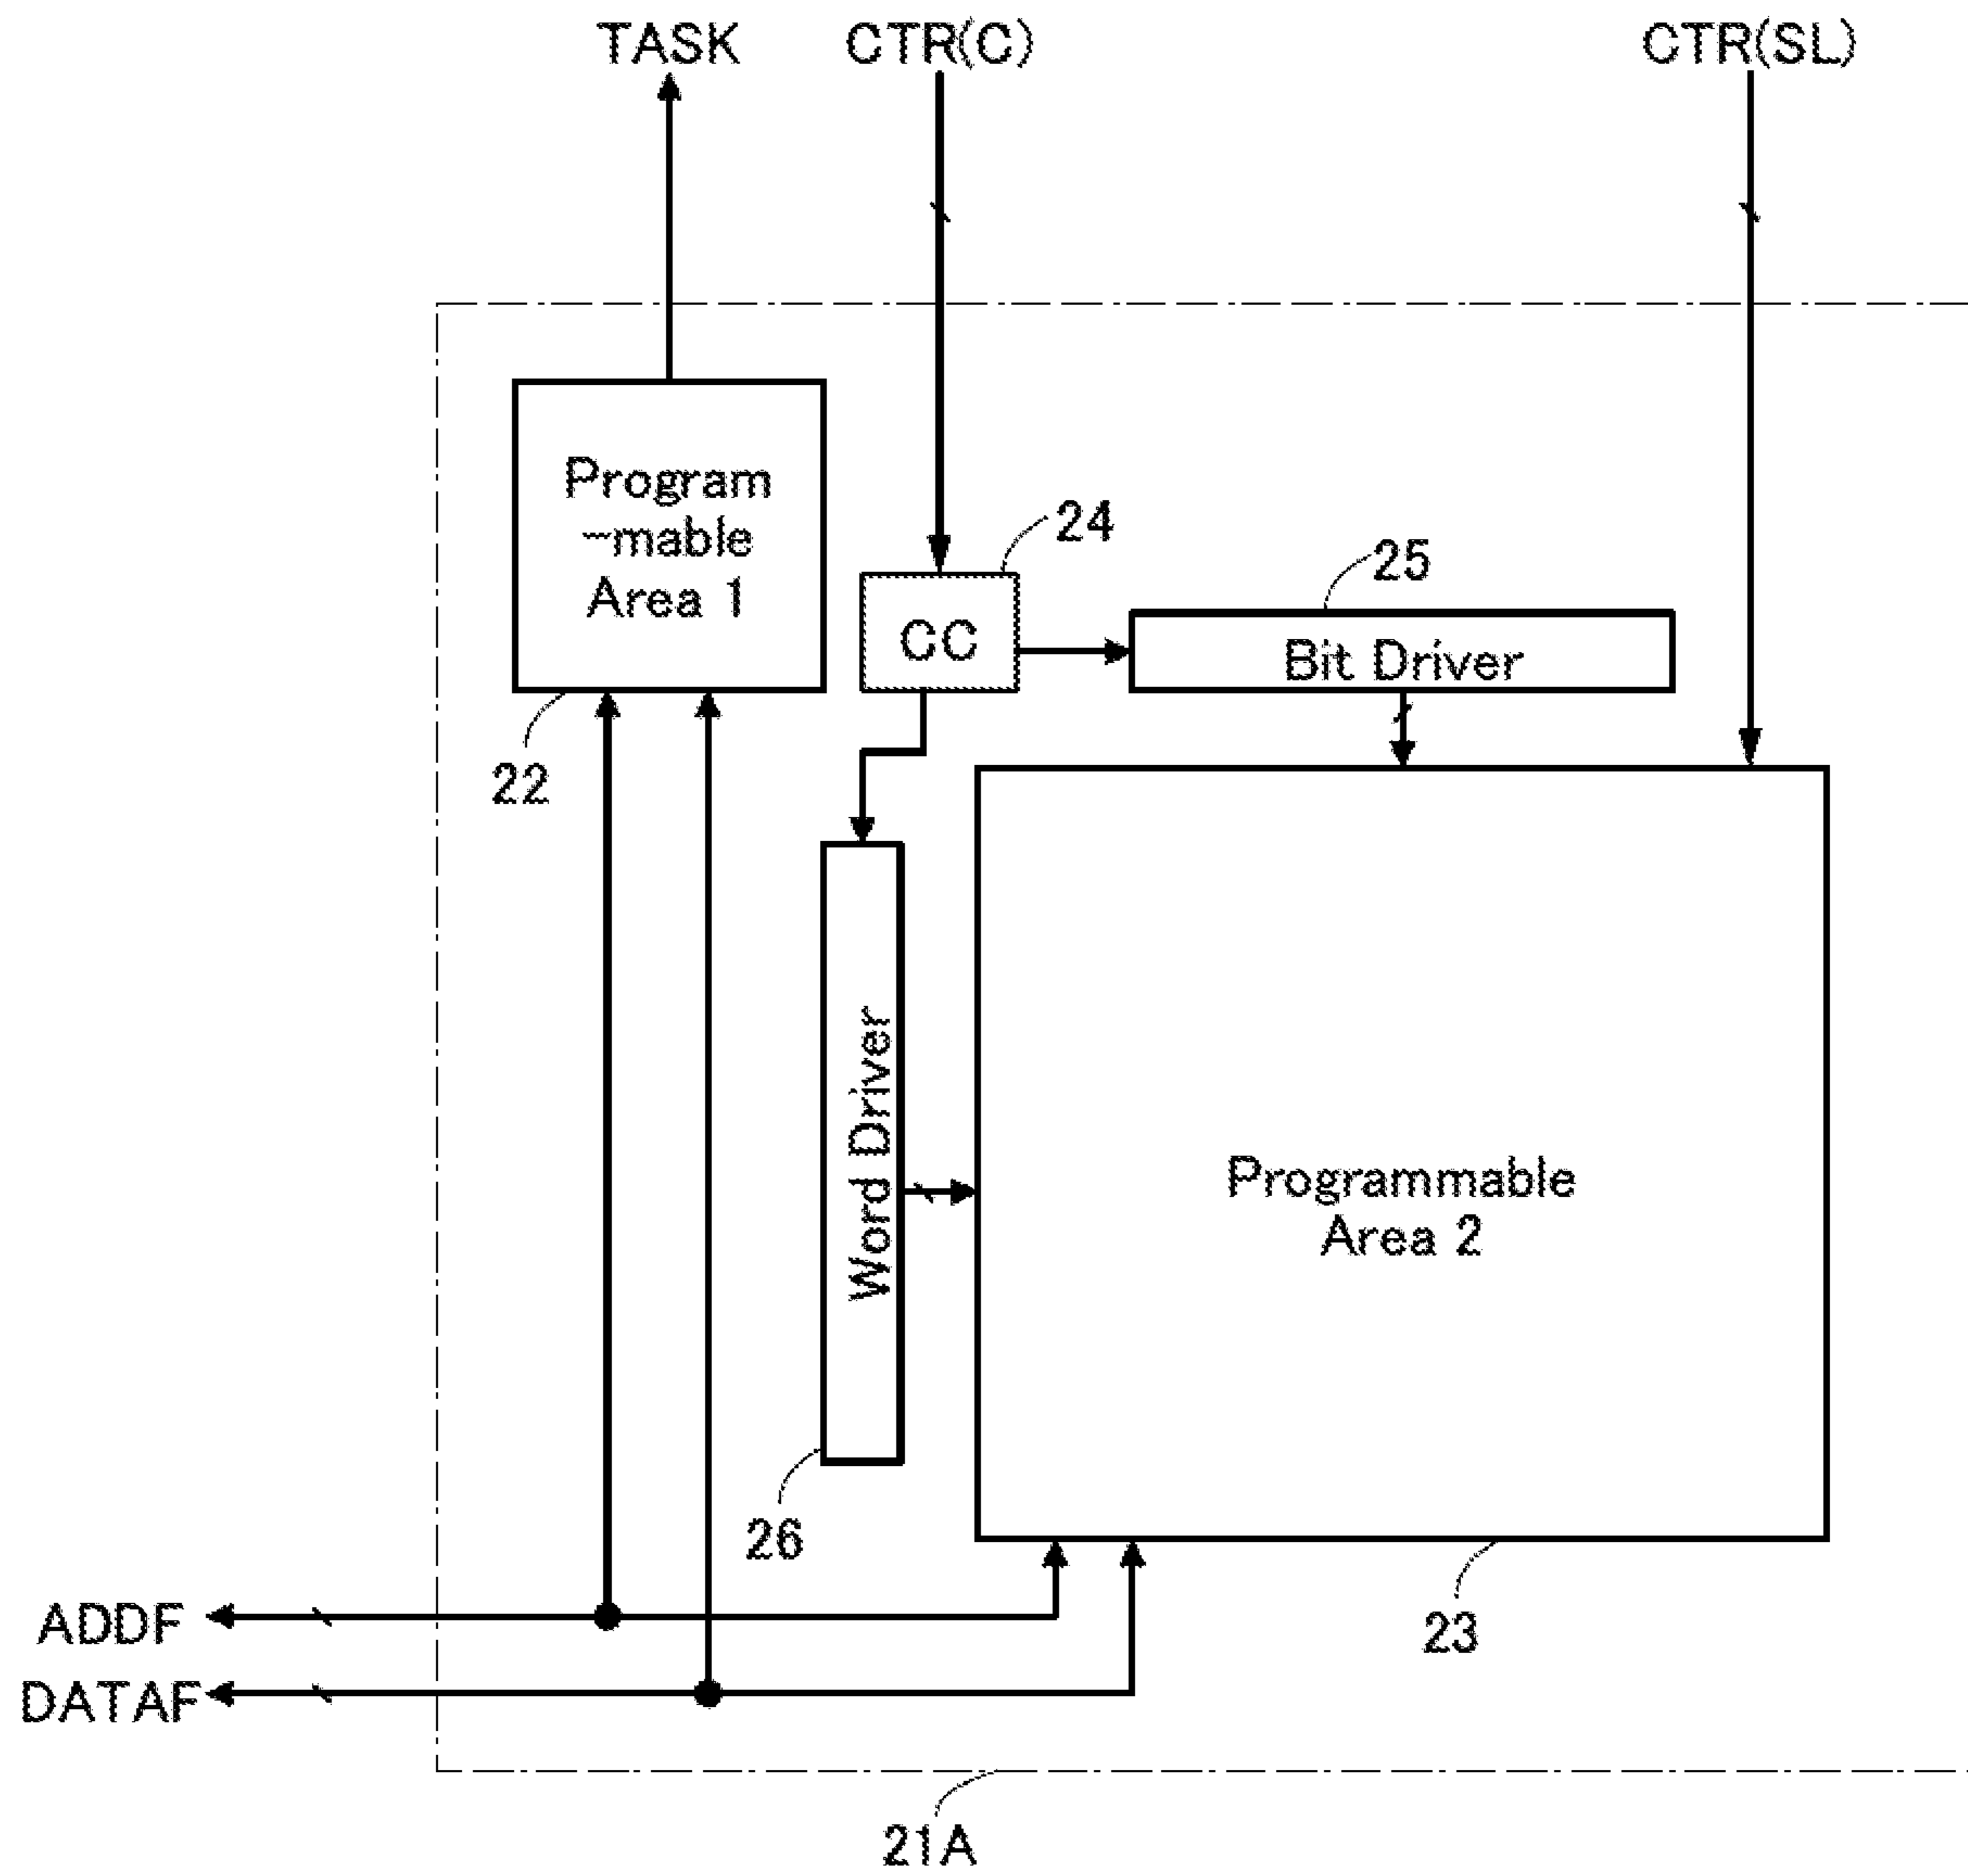 TASK
CTR(C)
CTR(SL)
Program
-mable
Area 1
24
CC
25
Bit Driver
22
Word Driver
Programmable
Area 2
26
23
ADDF
DATAF
21A